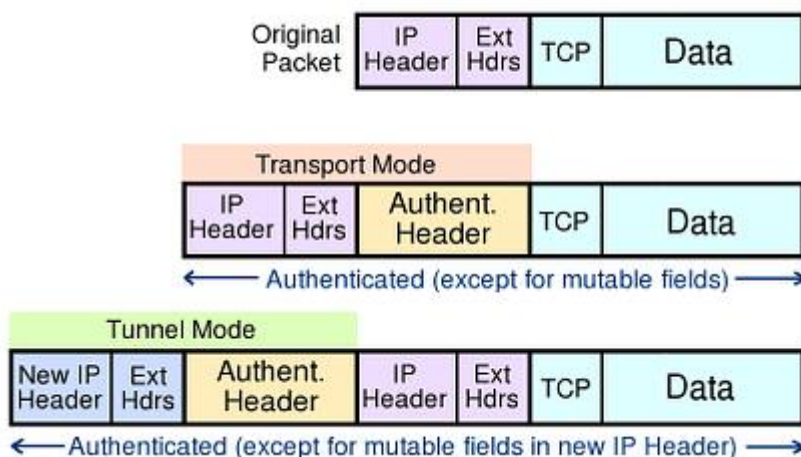 Original
Packet
IP
Header
Ext
Hdrs
TCP
Data
Transport Mode
IP
Header
Ext
Hdrs
Authent.
Header
TCP
Data
Authenticated (except for mutable fields)
Tunnel Mode
New IP
Header
Ext
Hdrs
Authent.
Header
IP
Header
Ext
Hdrs
TCP
Data
Authenticated (except for mutable fields in new IP Header)